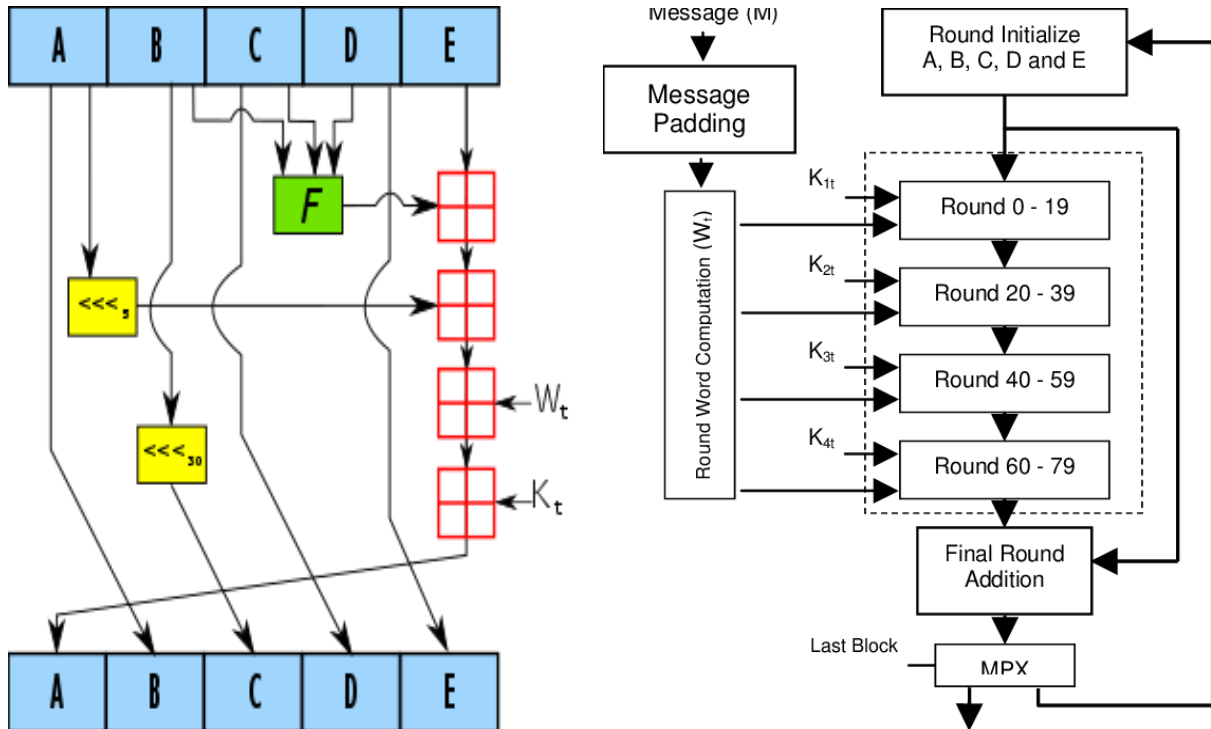 A B C D E
F
<<<5
<<<30
Wt
Kt
A B C D E
Message (M)
Message
Padding
Round Word Computation (Wt)
Round Initialize
A, B, C, D and E
K1t
Round 0 - 19
K2t
Round 20 - 39
K3t
Round 40 - 59
K4t
Round 60 - 79
Final Round
Addition
Last Block
MPX